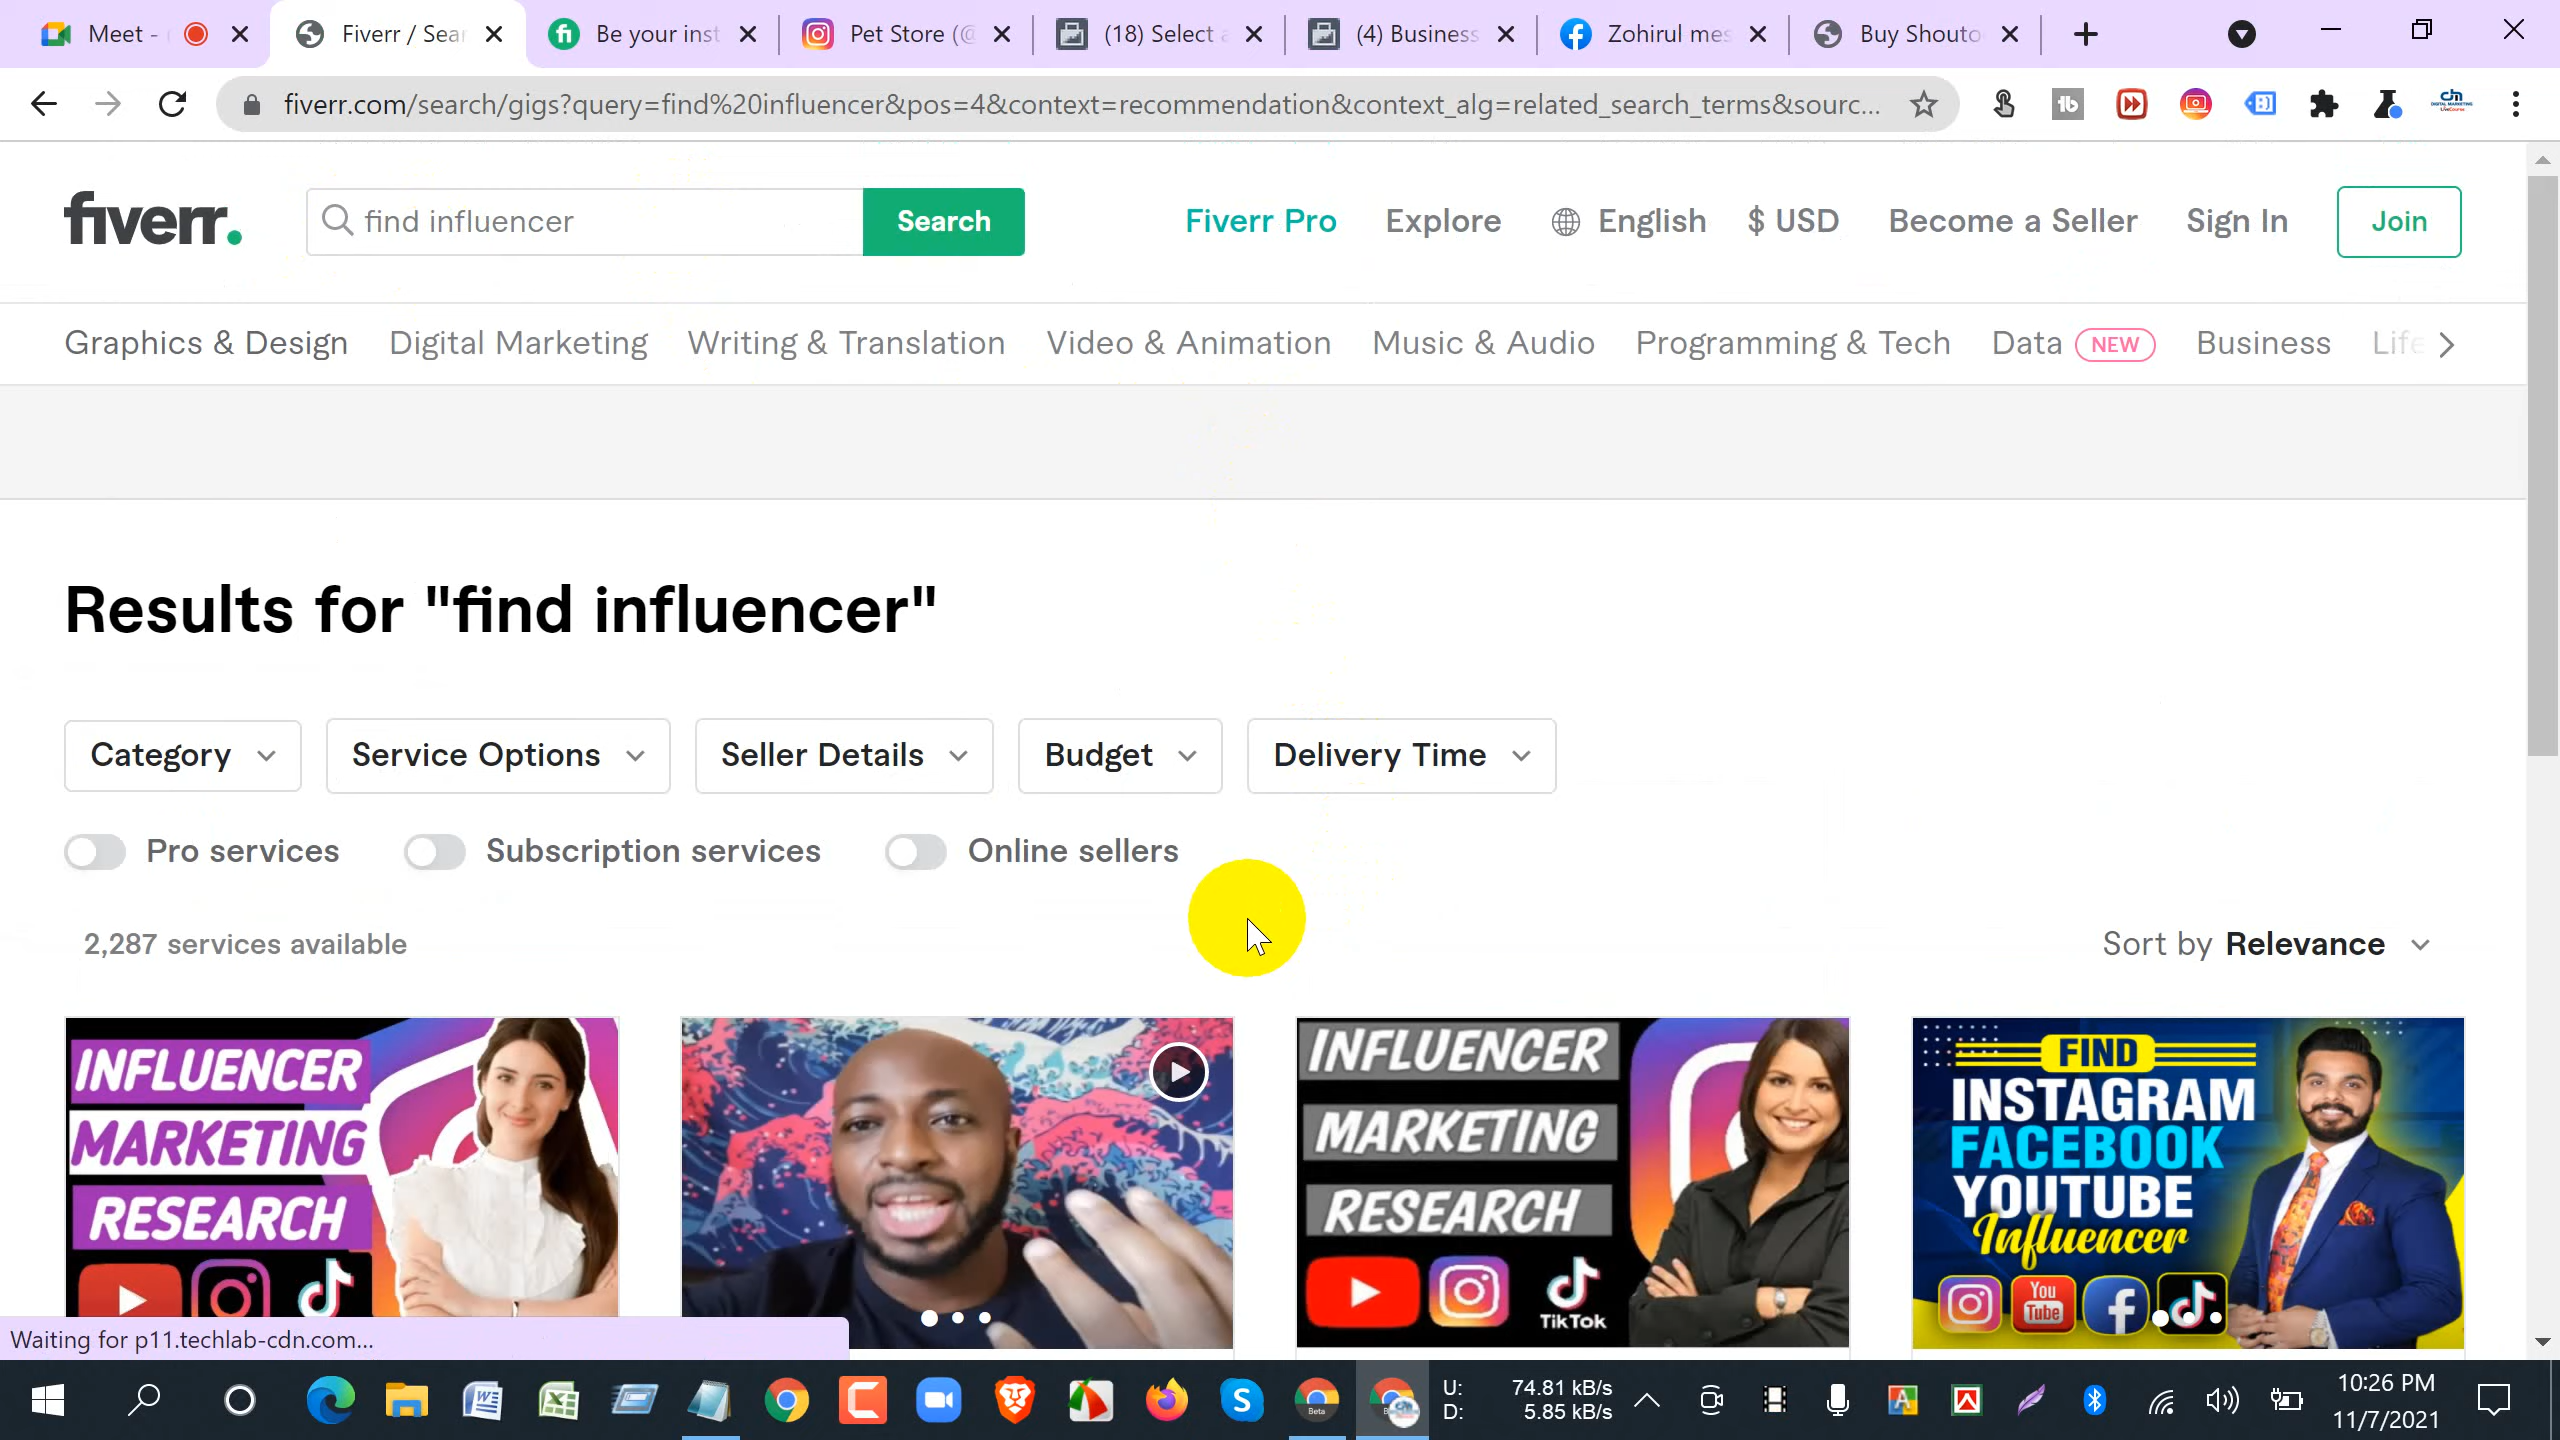 Meet -
Fiverr / Sear
Be your inst
Pet Store (@
(18) Select a
(4) Business
Zohirul mes
Buy Shouto
fiverr.com/search/gigs?query=find%20influencer&pos=4&context=recommendation&context_alg=related_search_terms&sourc...
fiverr.
find influencer
Search
Fiverr Pro
Explore
English
$ USD
Become a Seller
Sign In
Join
Graphics & Design
Digital Marketing
Writing & Translation
Video & Animation
Music & Audio
Programming & Tech
Data NEW
Business
Life
Results for "find influencer"
Category
Service Options
Seller Details
Budget
Delivery Time
Pro services
Subscription services
Online sellers
2,287 services available
Sort by Relevance
INFLUENCER
MARKETING
RESEARCH
INFLUENCER
MARKETING
RESEARCH
TikTok
FIND
INSTAGRAM
FACEBOOK
YOUTUBE
Influencer
You
Tube
Waiting for p11.techlab-cdn.com...
Beta
U: 74.81 kB/s
D: 5.85 kB/s
10:26 PM
11/7/2021